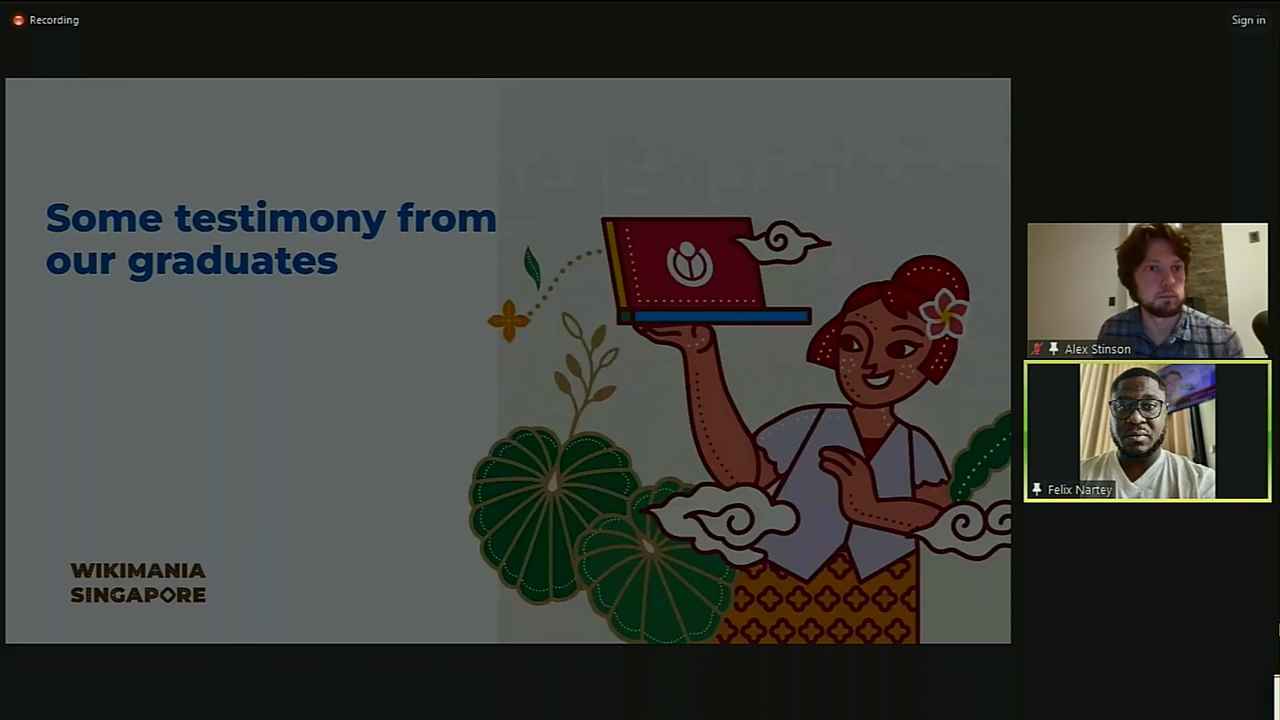 Recording
Sign in
Some testimony from
our graduates
WIKIMANIA
SINGAPORE
Alex Stinson
Felix Nartey